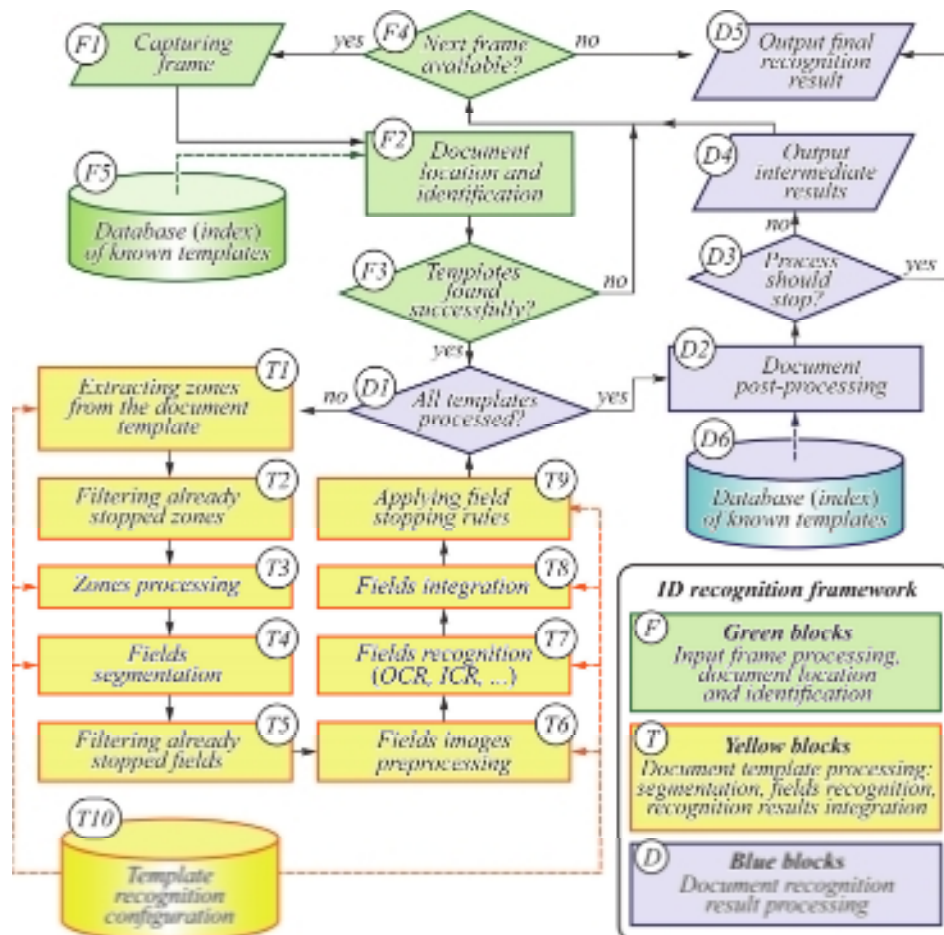 F1
Capturing
frame
yes
F4
Next frame
available?
no
D5
Output final
recognition
result
F5
Database (index)
of known templates
F2
Document
location and
identification
D4
Output
intermediate
results
no
F3
Templates
found
successfully?
no
yes
D3
Process
should
stop?
yes
T1
Extracting zones
from the document
template
no
D1
All templates
processed?
yes
D2
Document
post-processing
D6
Database (index)
of known templates
T2
Filtering already
stopped zones
T9
Applying field
stopping rules
T3
Zones processing
T8
Fields integration
T4
Fields
segmentation
T7
Fields recognition
(OCR, ICR, ...)
T5
Filtering already
stopped fields
T6
Fields images
preprocessing
T10
Template
recognition
configuration
ID recognition framework
F
Green blocks
Input frame processing,
document location
and identification
T
Yellow blocks
Document template processing:
segmentation, fields recognition,
recognition results integration
D
Blue blocks
Document recognition
result processing